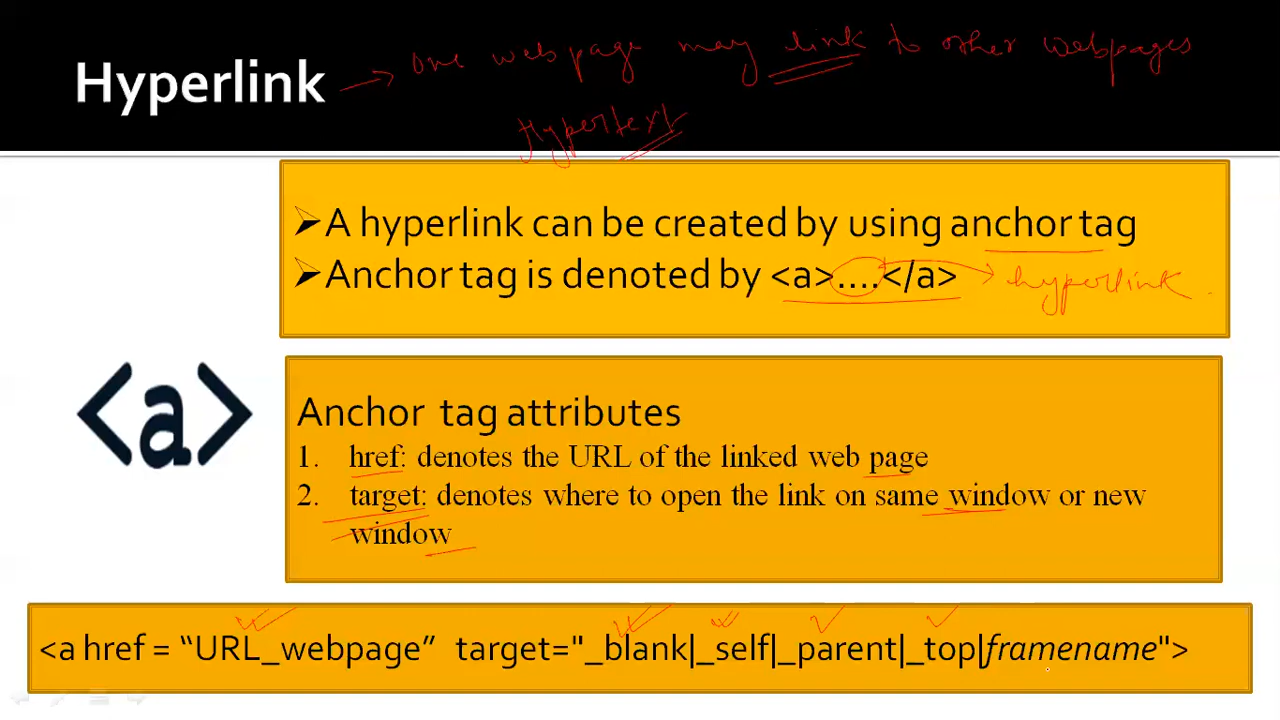 one webpage may link to other webpages
Hyperlink
Hypertext
➢A hyperlink can be created by using anchor tag
➢Anchor tag is denoted by <a>....</a>
hyperlink
<a>
Anchor tag attributes
1. href: denotes the URL of the linked web page
2. target: denotes where to open the link on same window or new
window
<a href = “URL_webpage” target="_blank|_self|_parent|_top|framename">